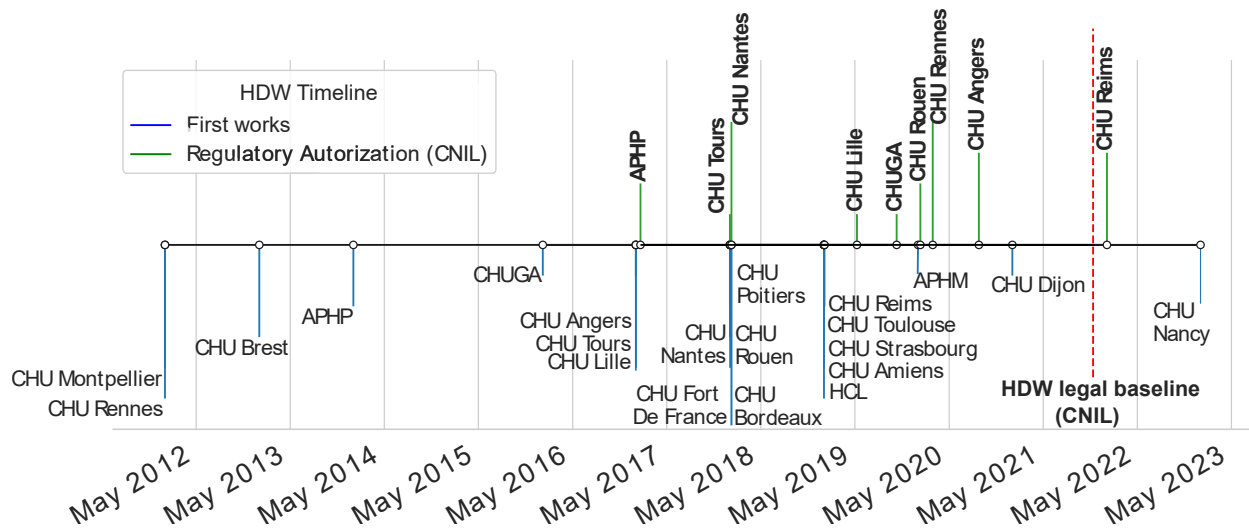 HDW Timeline
First works
Regulatory Autorization (CNIL)
APHP
CHU Tours
CHU Nantes
CHU Lille
CHUGA
CHU Rouen
CHU Rennes
CHU Angers
CHU Reims
CHU Montpellier
CHU Rennes
CHU Brest
APHP
CHUGA
CHU Angers
CHU Tours
CHU Lille
CHU
Nantes
CHU Fort
De France
CHU
Poitiers
CHU
Rouen
CHU
Bordeaux
CHU Reims
CHU Toulouse
CHU Strasbourg
CHU Amiens
HCL
APHM
CHU Dijon
HDW legal baseline
(CNIL)
CHU
Nancy
May 2012
May 2013
May 2014
May 2015
May 2016
May 2017
May 2018
May 2019
May 2020
May 2021
May 2022
May 2023